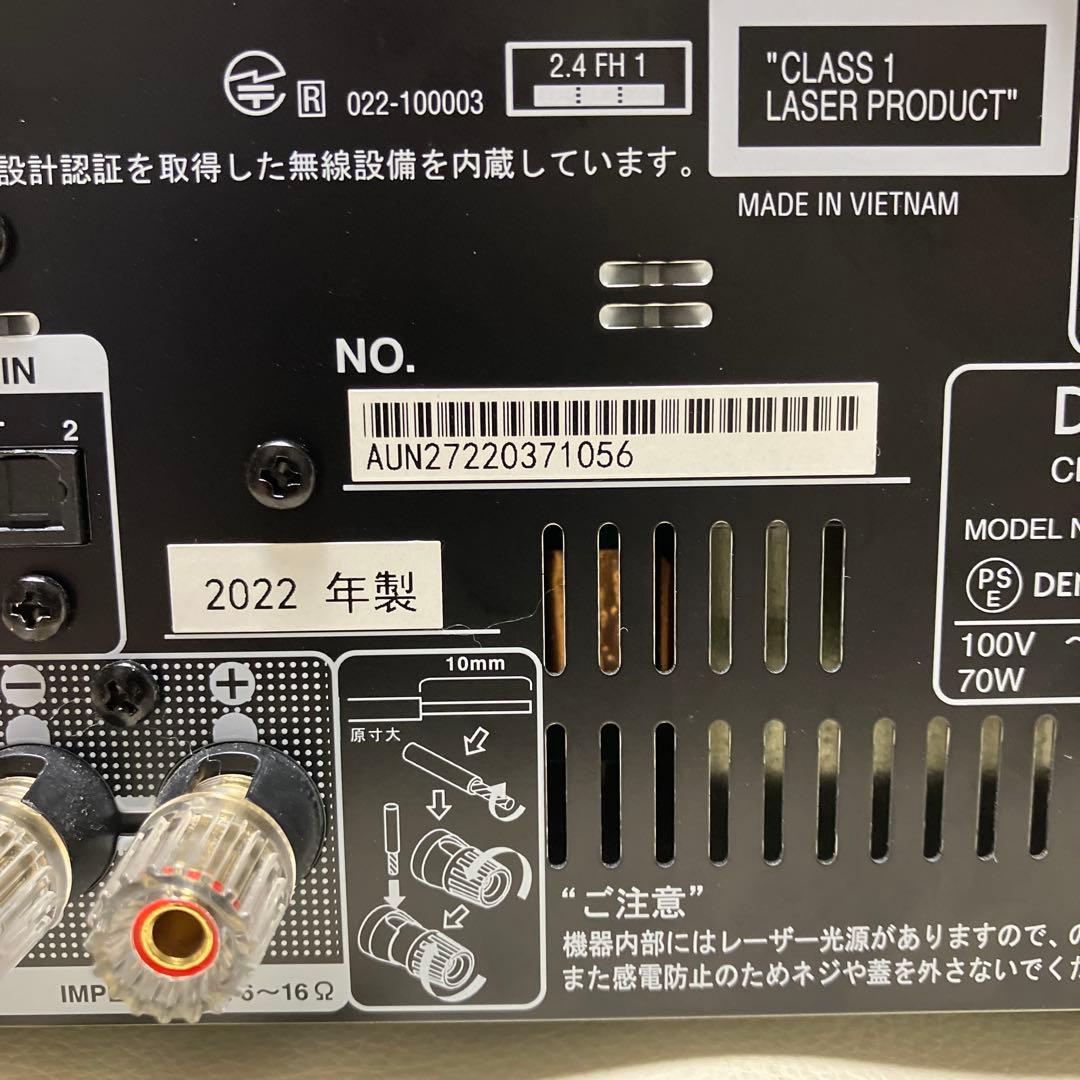 R 022-100003
2.4 FH 1
"CLASS 1
LASER PRODUCT"
設計認証を取得した無線設備を内蔵しています。
MADE IN VIETNAM
IN
2
NO.
AUN27220371056
2022 年製
D
MODEL N
PS
E
DEN
100V ～
70W
－
＋
10mm
原寸大
6～16Ω
“ご注意”
機器内部にはレーザー光源がありますので、の
また感電防止のためネジや蓋を外さないでくだ